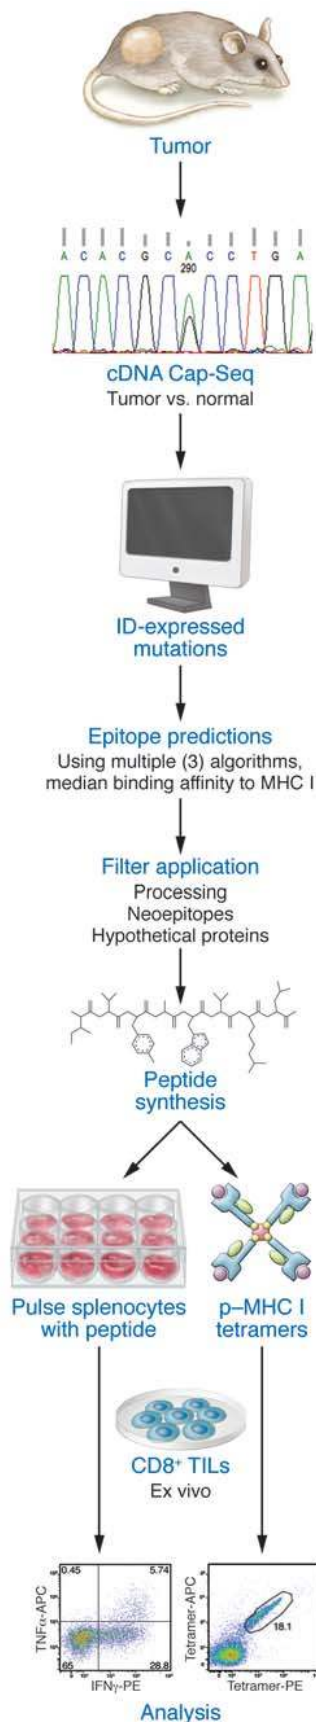 Tumor
A C A C G C A C C T G A
290
cDNA Cap-Seq
Tumor vs. normal
ID-expressed
mutations
Epitope predictions
Using multiple (3) algorithms,
median binding affinity to MHC I
Filter application
Processing
Neoepitopes
Hypothetical proteins
Peptide
synthesis
Pulse splenocytes
with peptide
p–MHC I
tetramers
CD8⁺ TILs
Ex vivo
0.45 5.74
TNFα-APC
65 28.8
IFNγ-PE
Tetramer-APC
18.1
Tetramer-PE
Analysis